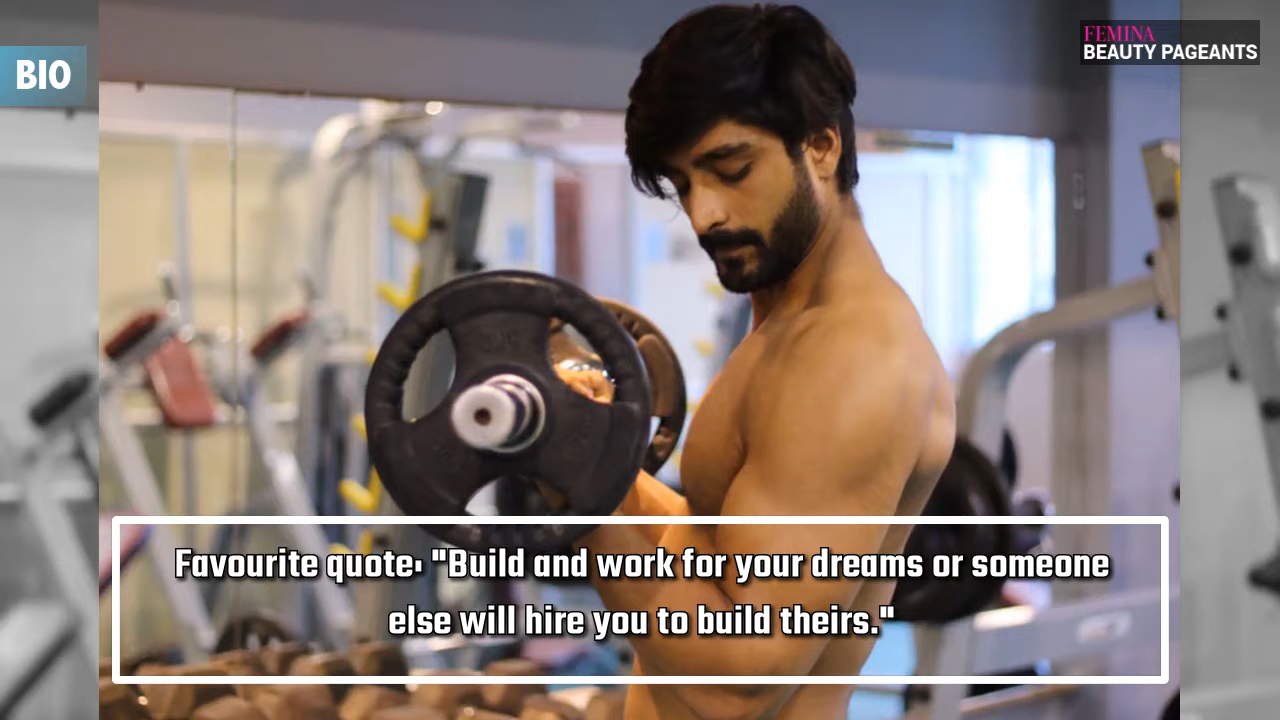 BIO
FEMINA
BEAUTY PAGEANTS
Favourite quote: "Build and work for your dreams or someone
else will hire you to build theirs."